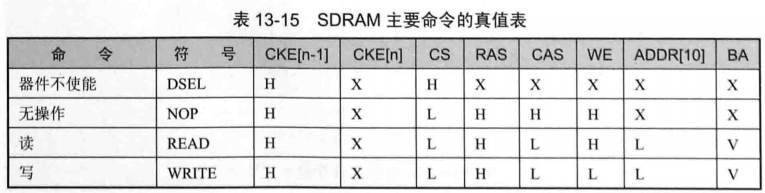 表 13-15 SDRAM 主要命令的真值表
命 令 符 号 CKE[n-1] CKE[n] CS RAS CAS WE ADDR[10] BA
器件不使能 DSEL H X H X X X X X
无操作 NOP H X L H H H X X
读 READ H X L H L H L V
写 WRITE H X L H L L L V